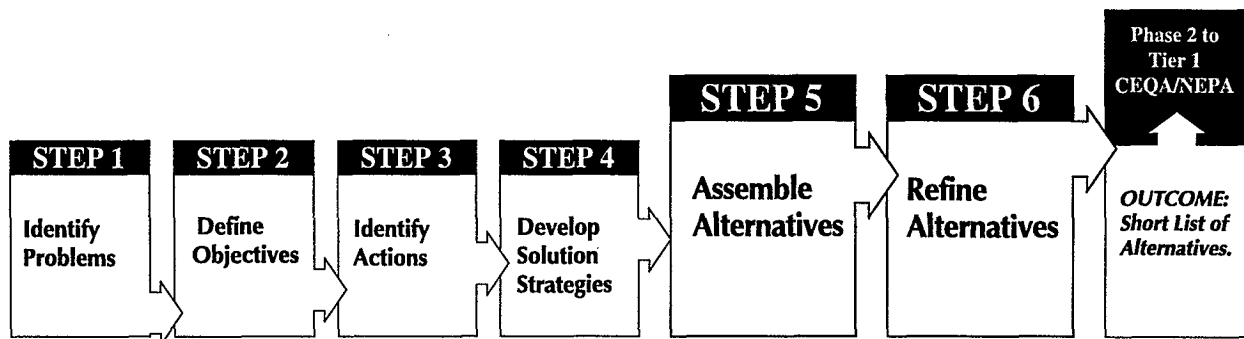 STEP 1
Identify
Problems
STEP 2
Define
Objectives
STEP 3
Identify
Actions
STEP 4
Develop
Solution
Strategies
STEP 5
Assemble
Alternatives
STEP 6
Refine
Alternatives
Phase 2 to
Tier 1
CEQA/NEPA
OUTCOME:
Short List of
Alternatives.